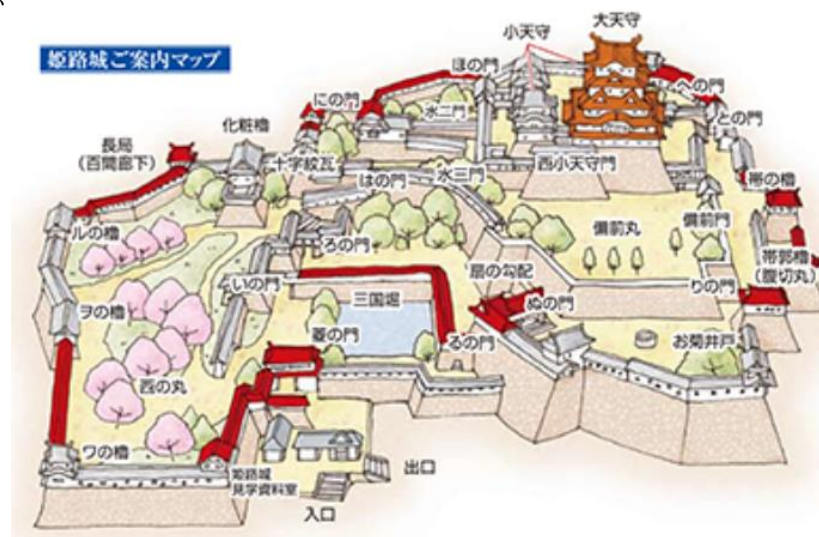 姫路城ご案内マップ
大天守
小天守
ほの門
への門
にの門
水二門
との門
化粧櫓
長局
(百間廊下)
十字紋瓦
はの門
水三門
西小天守門
帯の櫓
備前丸
備前門
ルの櫓
ろの門
帯郭櫓
(腹切丸)
扇の勾配
いの門
りの門
三国堀
ぬの門
ヲの櫓
菱の門
るの門
お菊井戸
西の丸
ワの櫓
姫路城
見学資料室
出口
入口